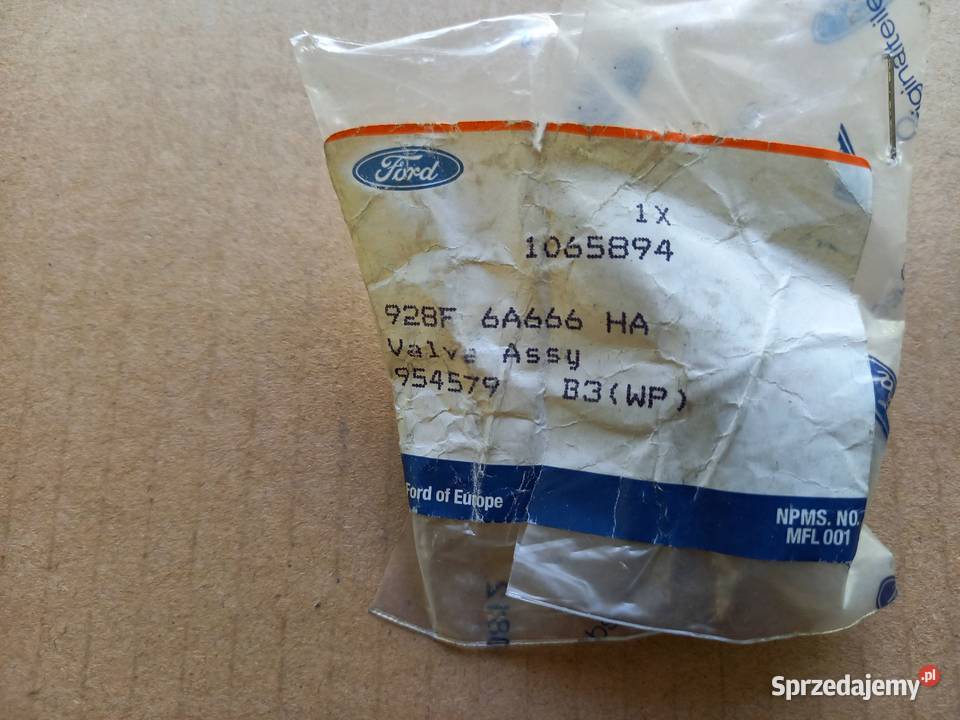 Originalteile
Ford
1X
1065894
928F 6A666 HA
Valve Assy
954579 B3(WP)
Ford of Europe
NPMS. NO.
MFL 001
Sprzedajemy.pl